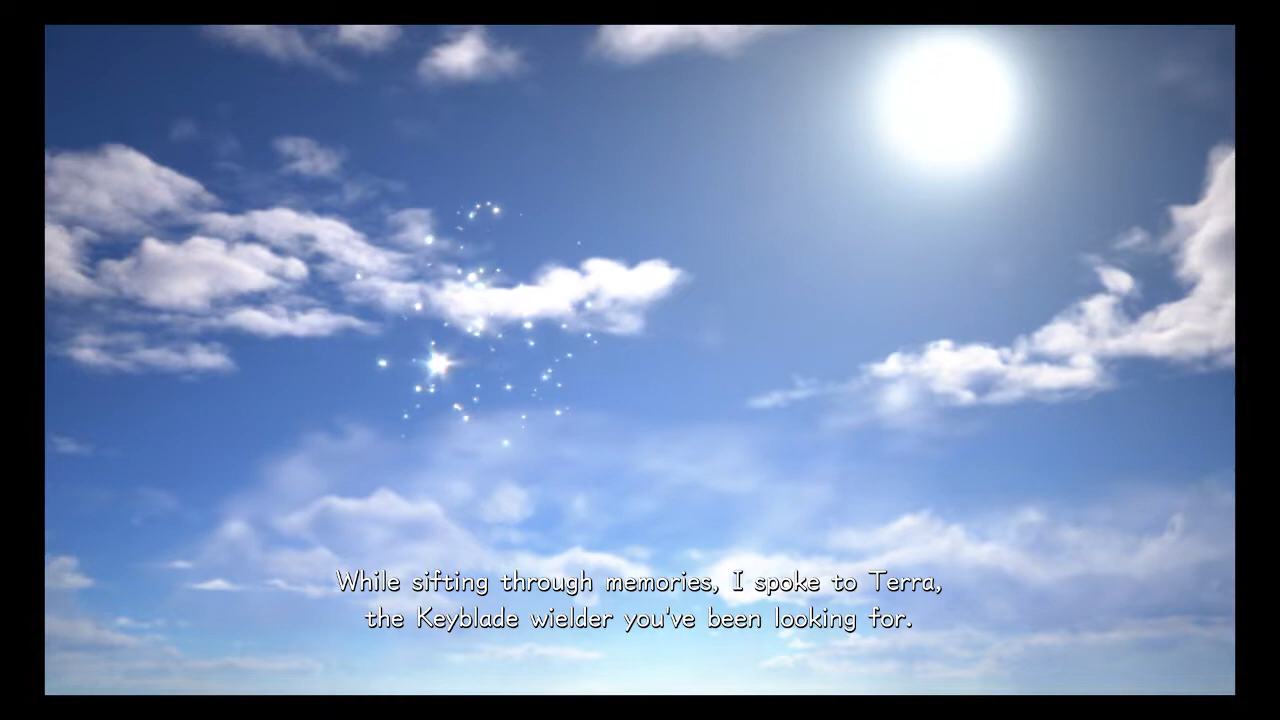 While sifting through memories, I spoke to Terra,
the Keyblade wielder you've been looking for.